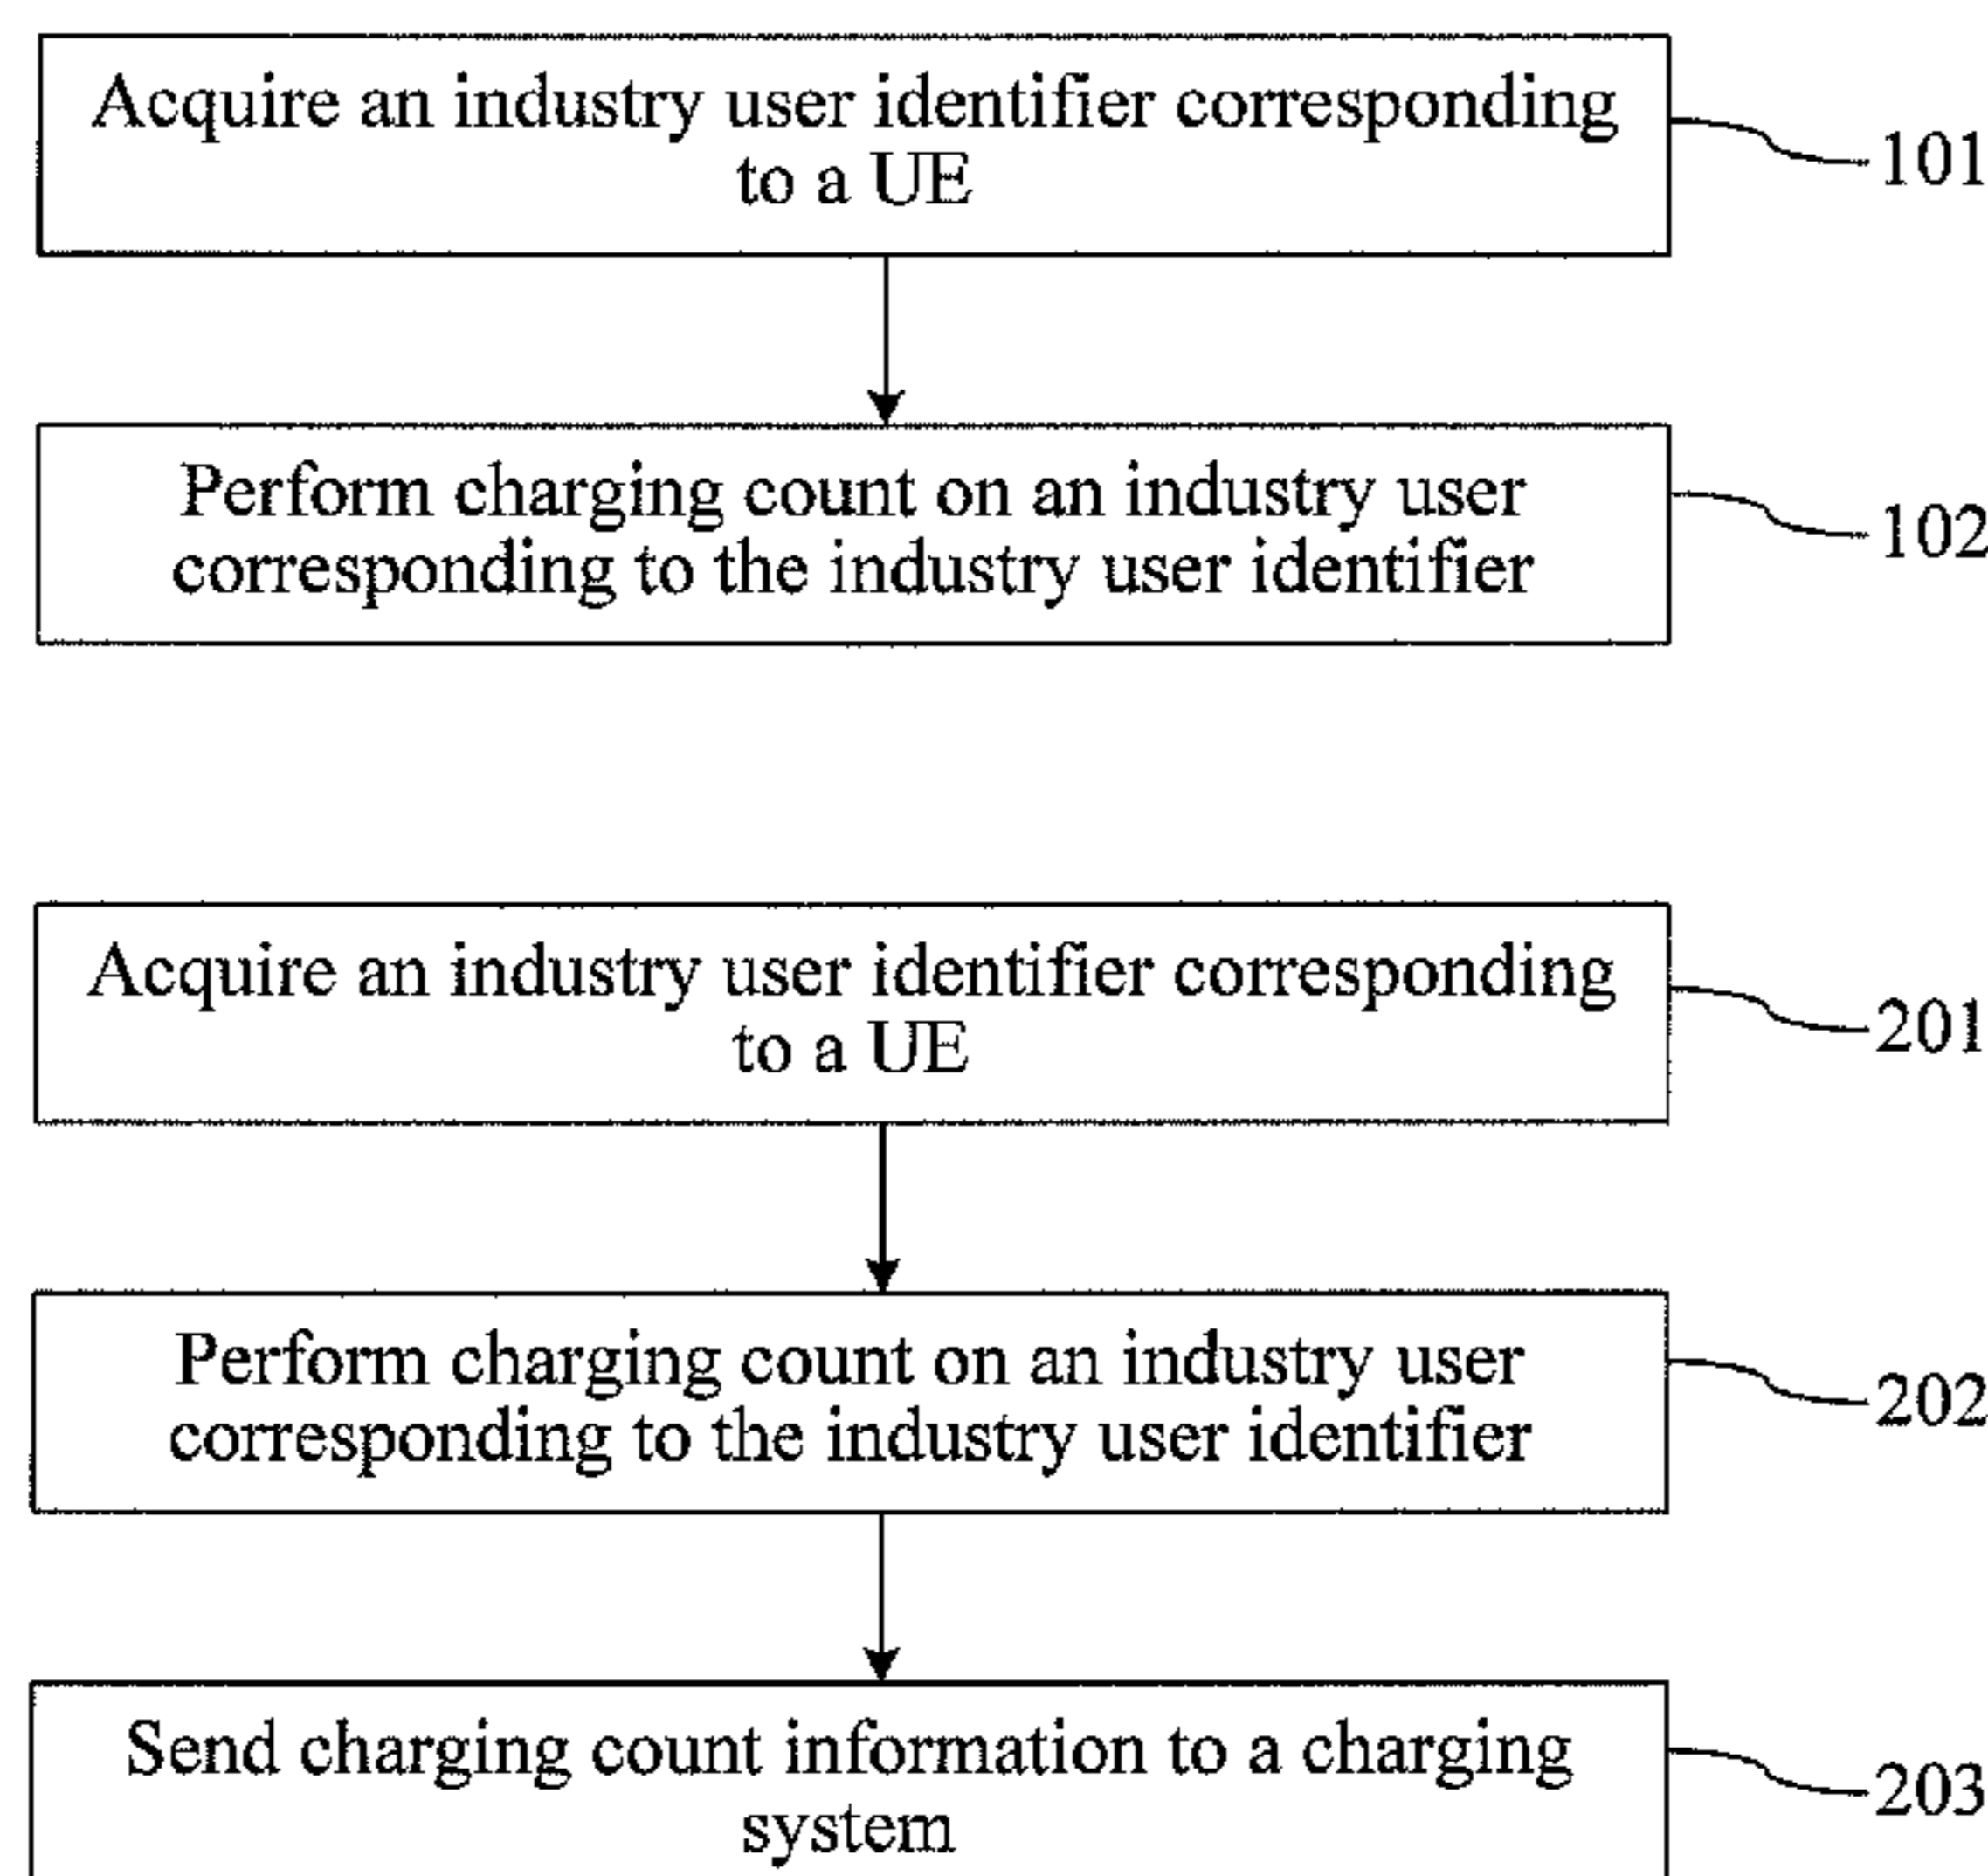 Acquire an industry user identifier corresponding
to a UE
101
Perform charging count on an industry user
corresponding to the industry user identifier
102
Acquire an industry user identifier corresponding
to a UE
201
Perform charging count on an industry user
corresponding to the industry user identifier
202
Send charging count information to a charging
system
203